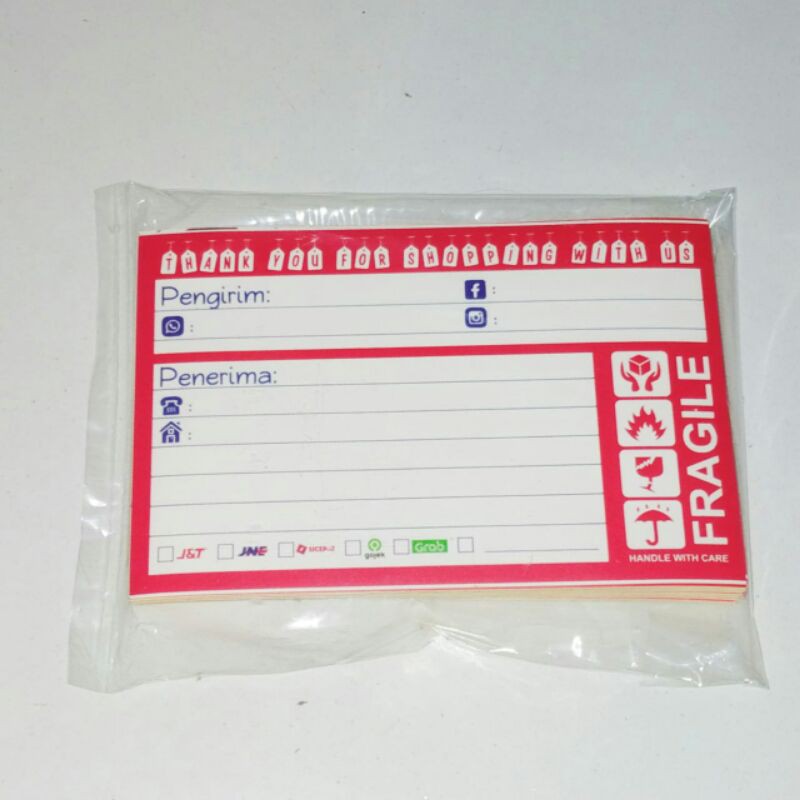 THANK YOU FOR SHOPPING WITH US
Pengirim:
:
:
:
Penerima:
:
:
J&T JNE SICEPAT gojek Grab
FRAGILE
HANDLE WITH CARE